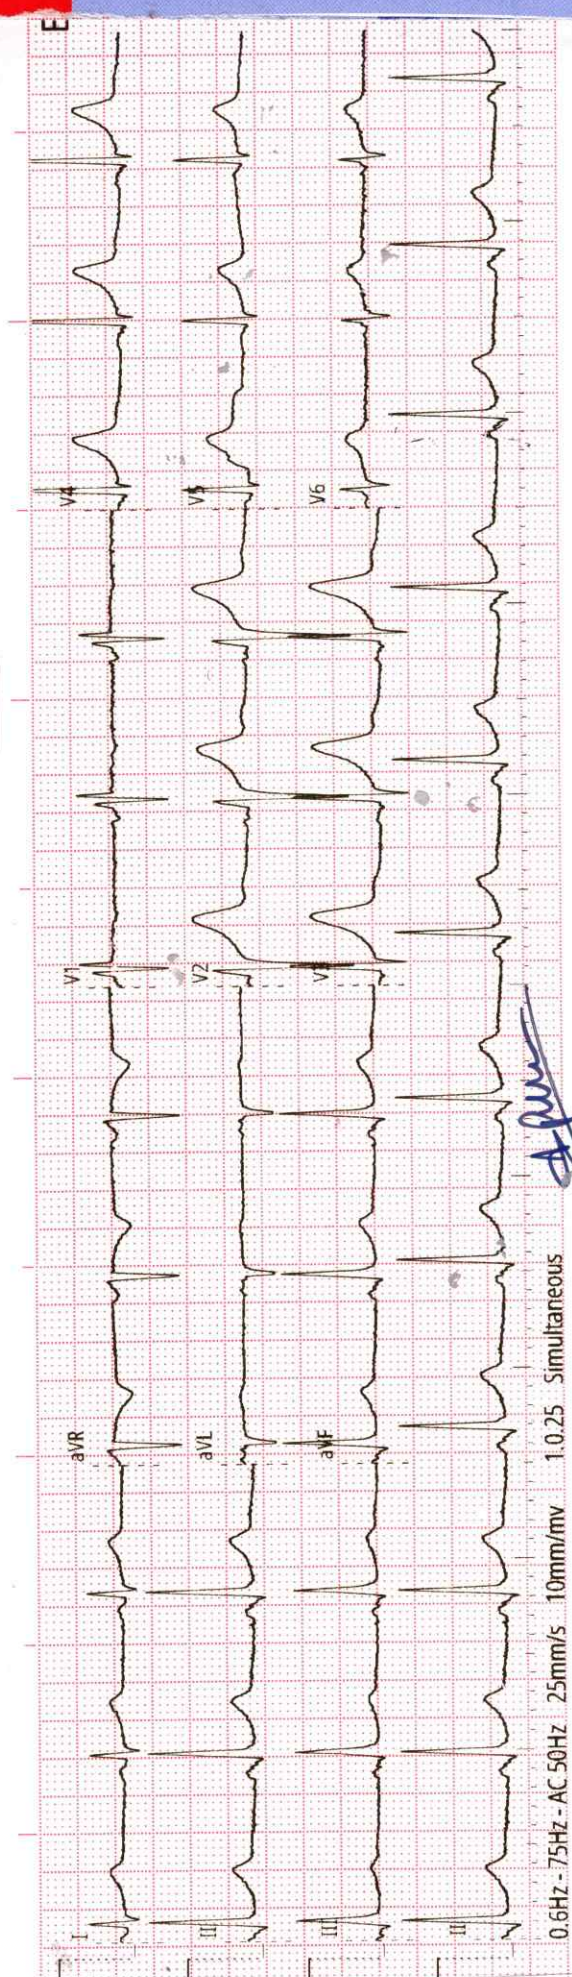 E
I aVR V1 V4
II aVL V2 V5
III aVF V3 V6
II
0.6Hz - 75Hz - AC 50Hz 25mm/s 10mm/mv 1.0.25 Simultaneous